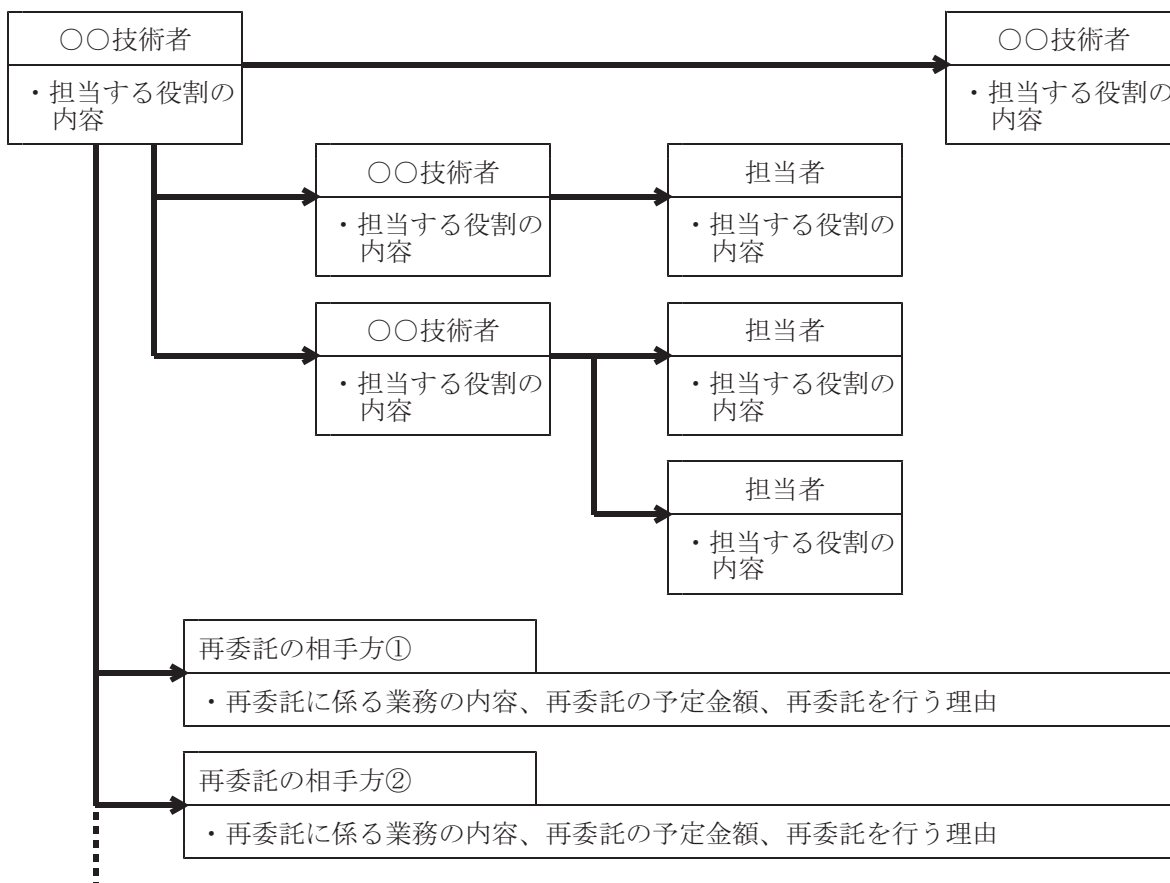 〇〇技術者
・担当する役割の
内容
〇〇技術者
・担当する役割の
内容
〇〇技術者
・担当する役割の
内容
担当者
・担当する役割の
内容
〇〇技術者
・担当する役割の
内容
担当者
・担当する役割の
内容
担当者
・担当する役割の
内容
再委託の相手方①
・再委託に係る業務の内容、再委託の予定金額、再委託を行う理由
再委託の相手方②
・再委託に係る業務の内容、再委託の予定金額、再委託を行う理由